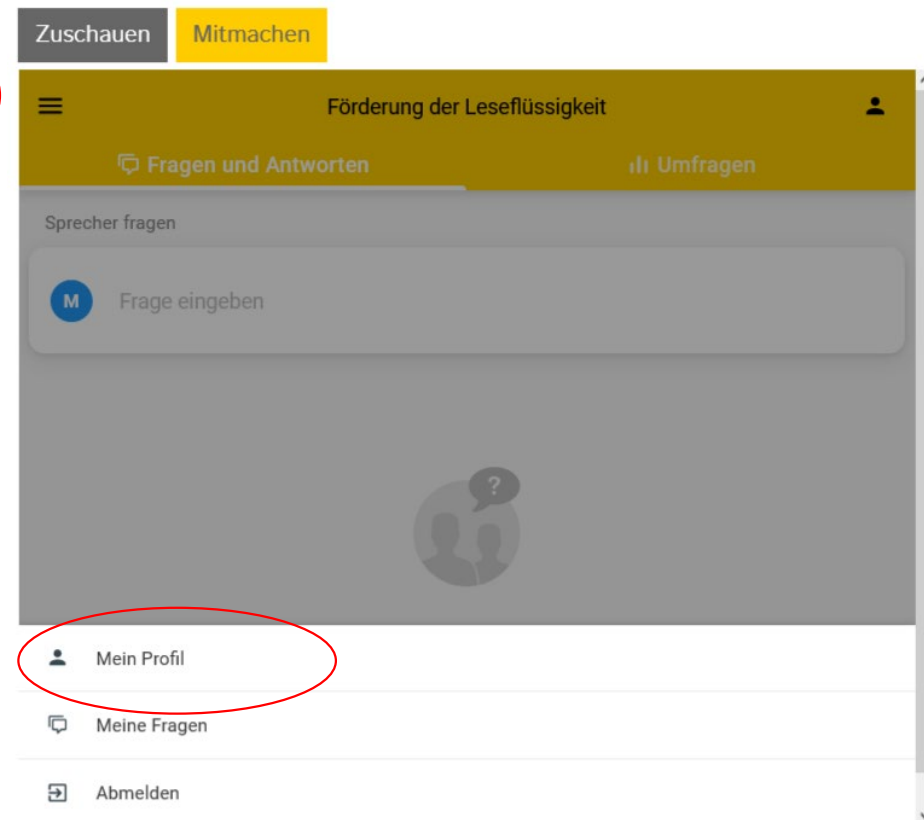 Zuschauen Mitmachen
Förderung der Leseflüssigkeit
Fragen und Antworten Umfragen
Sprecher fragen
M Frage eingeben
?
Mein Profil
Meine Fragen
Abmelden